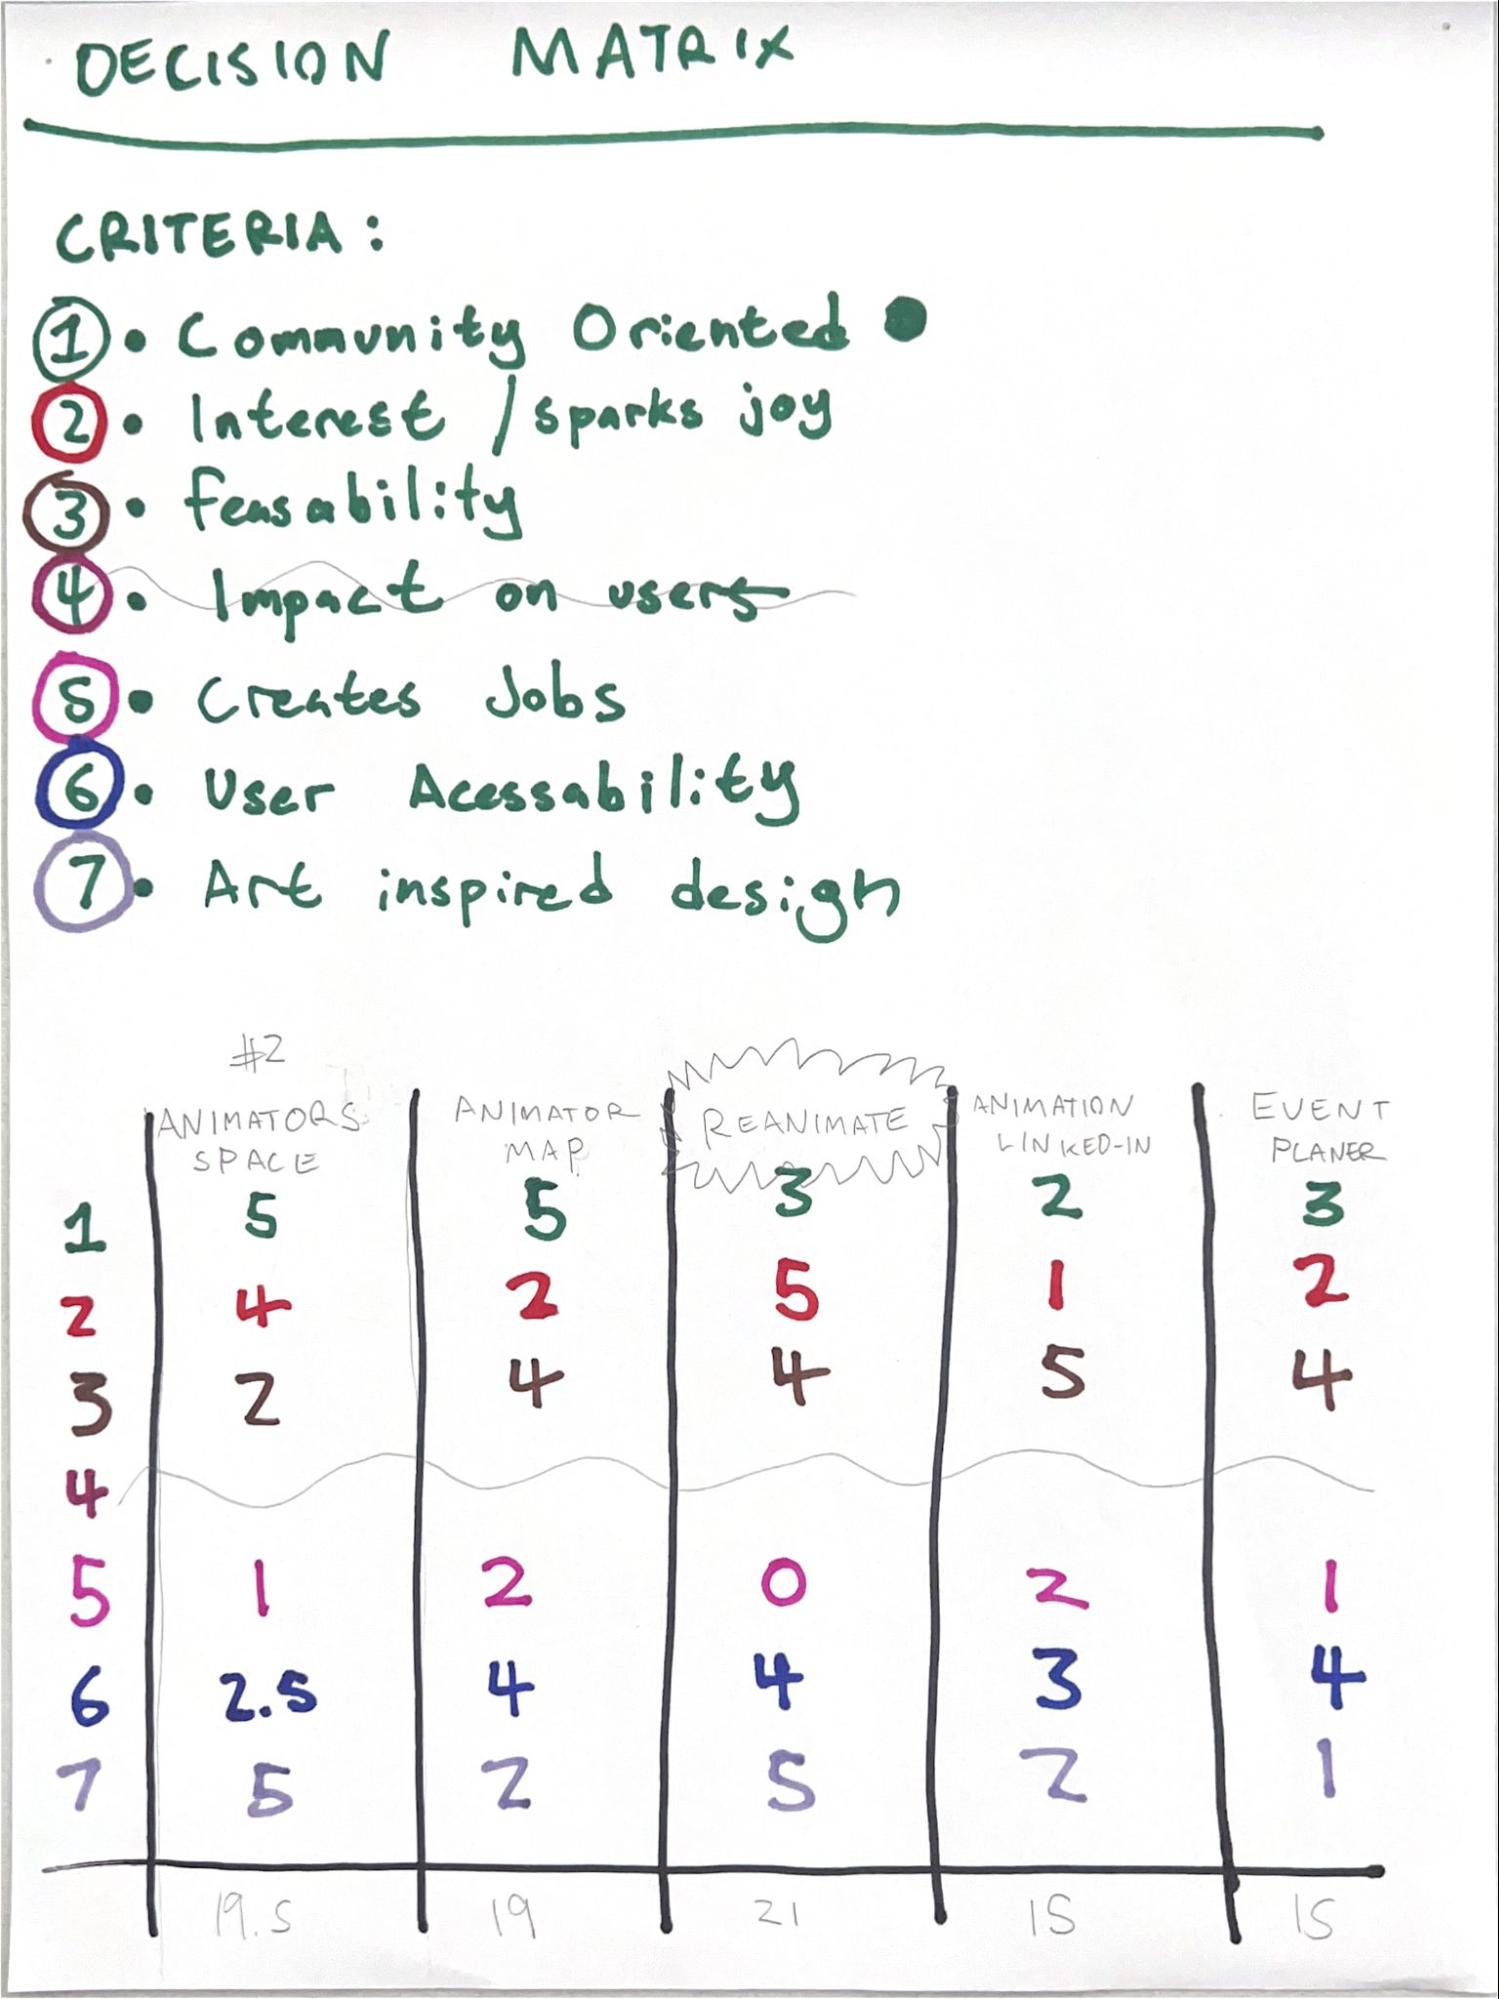 DECISION MATRIX
CRITERIA:
1 • Community Oriented
2 • Interest / sparks joy
3 • feasability
4 • Impact on users
5 • Creates Jobs
6 • User Acessability
7 • Art inspired design
#2
ANIMATORS SPACE ANIMATOR MAP REANIMATE ANIMATION LINKED-IN EVENT PLANER
1 5 5 3 2 3
2 4 2 5 1 2
3 2 4 4 5 4
4
5 1 2 0 2 1
6 2.5 4 4 3 4
7 5 2 5 2 1
19.5 19 21 15 15